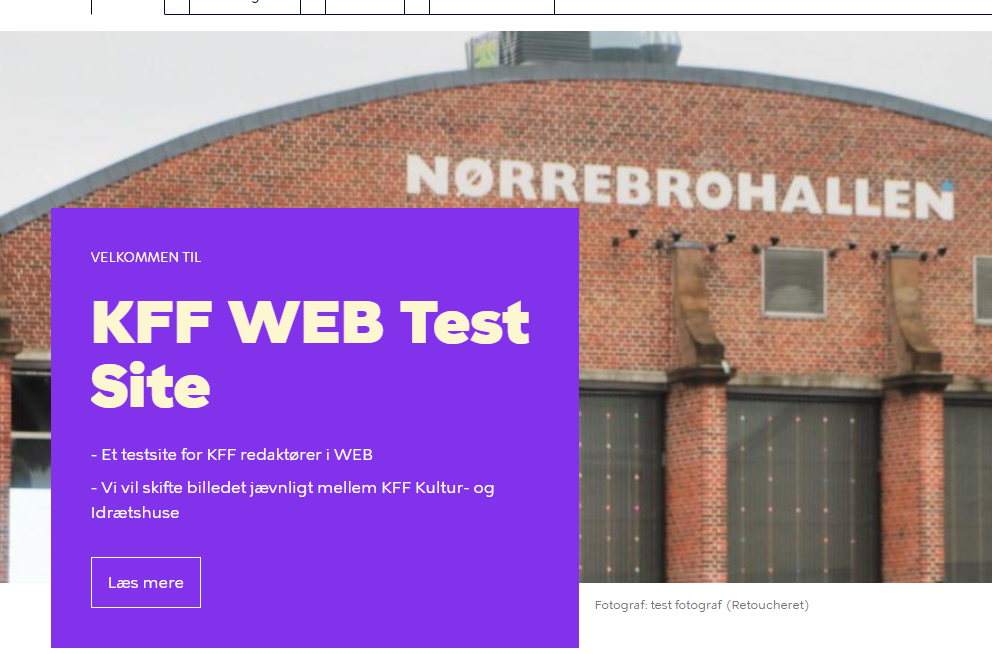 NØRREBROHALLEN
VELKOMMEN TIL
KFF WEB Test
Site
- Et testsite for KFF redaktører i WEB
- Vi vil skifte billedet jævnligt mellem KFF Kultur- og
Idrætshuse
Læs mere
Fotograf: test fotograf (Retoucheret)